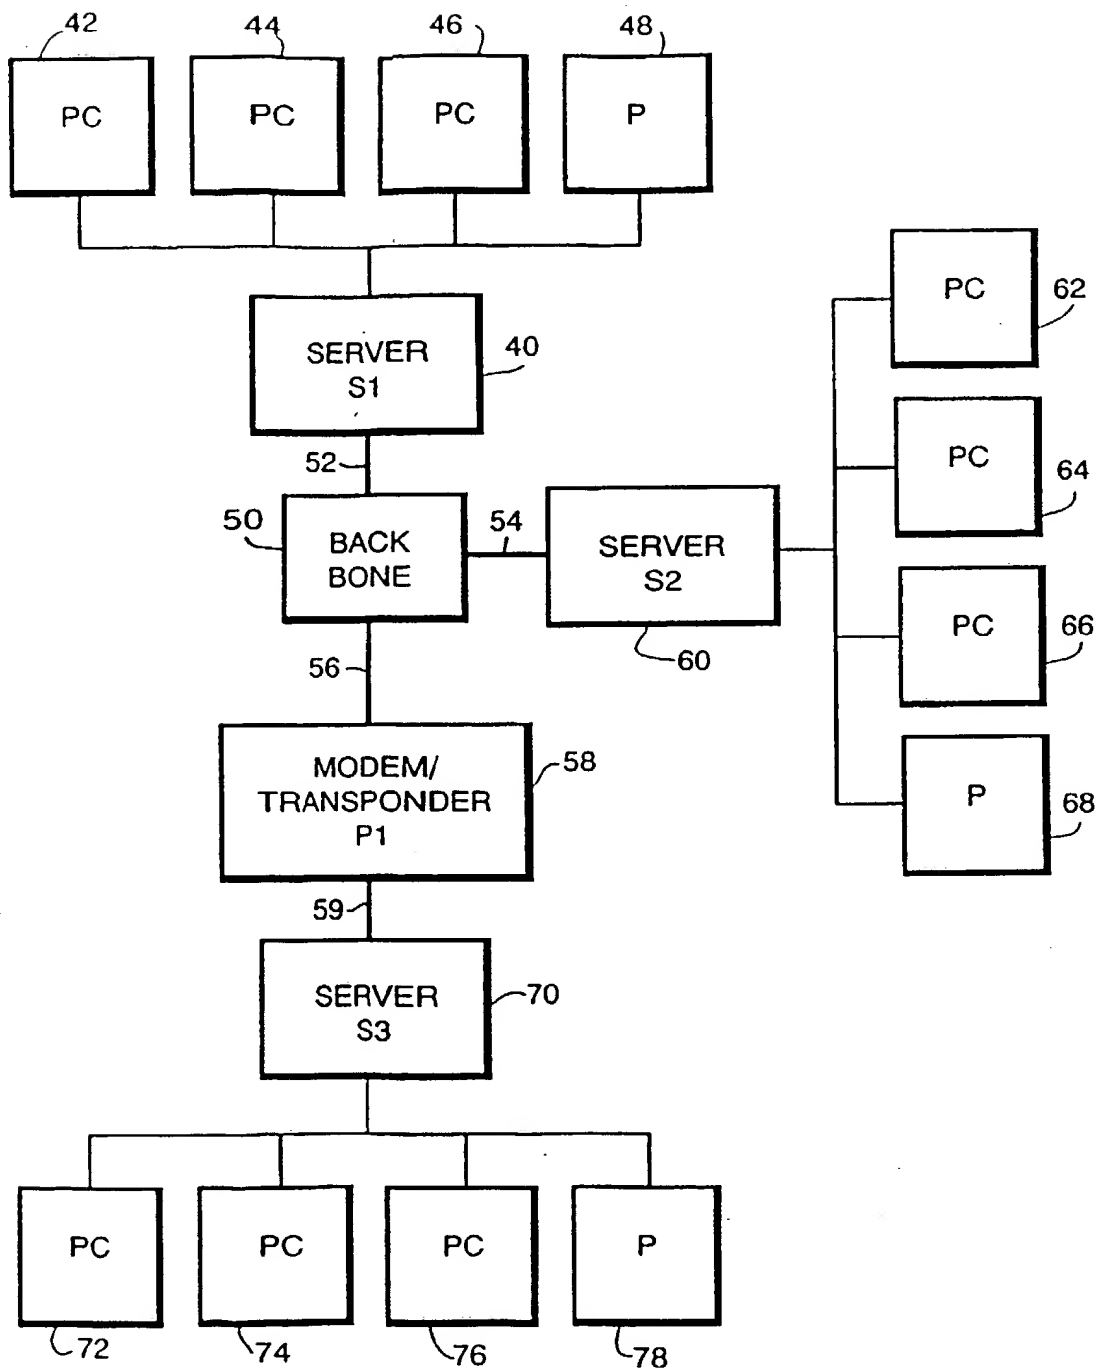 42
44
46
48
PC
PC
PC
P
SERVER
S1
40
52
50
BACK
BONE
54
SERVER
S2
60
PC
62
PC
64
PC
66
P
68
56
MODEM/
TRANSPONDER
P1
58
59
SERVER
S3
70
PC
PC
PC
P
72
74
76
78